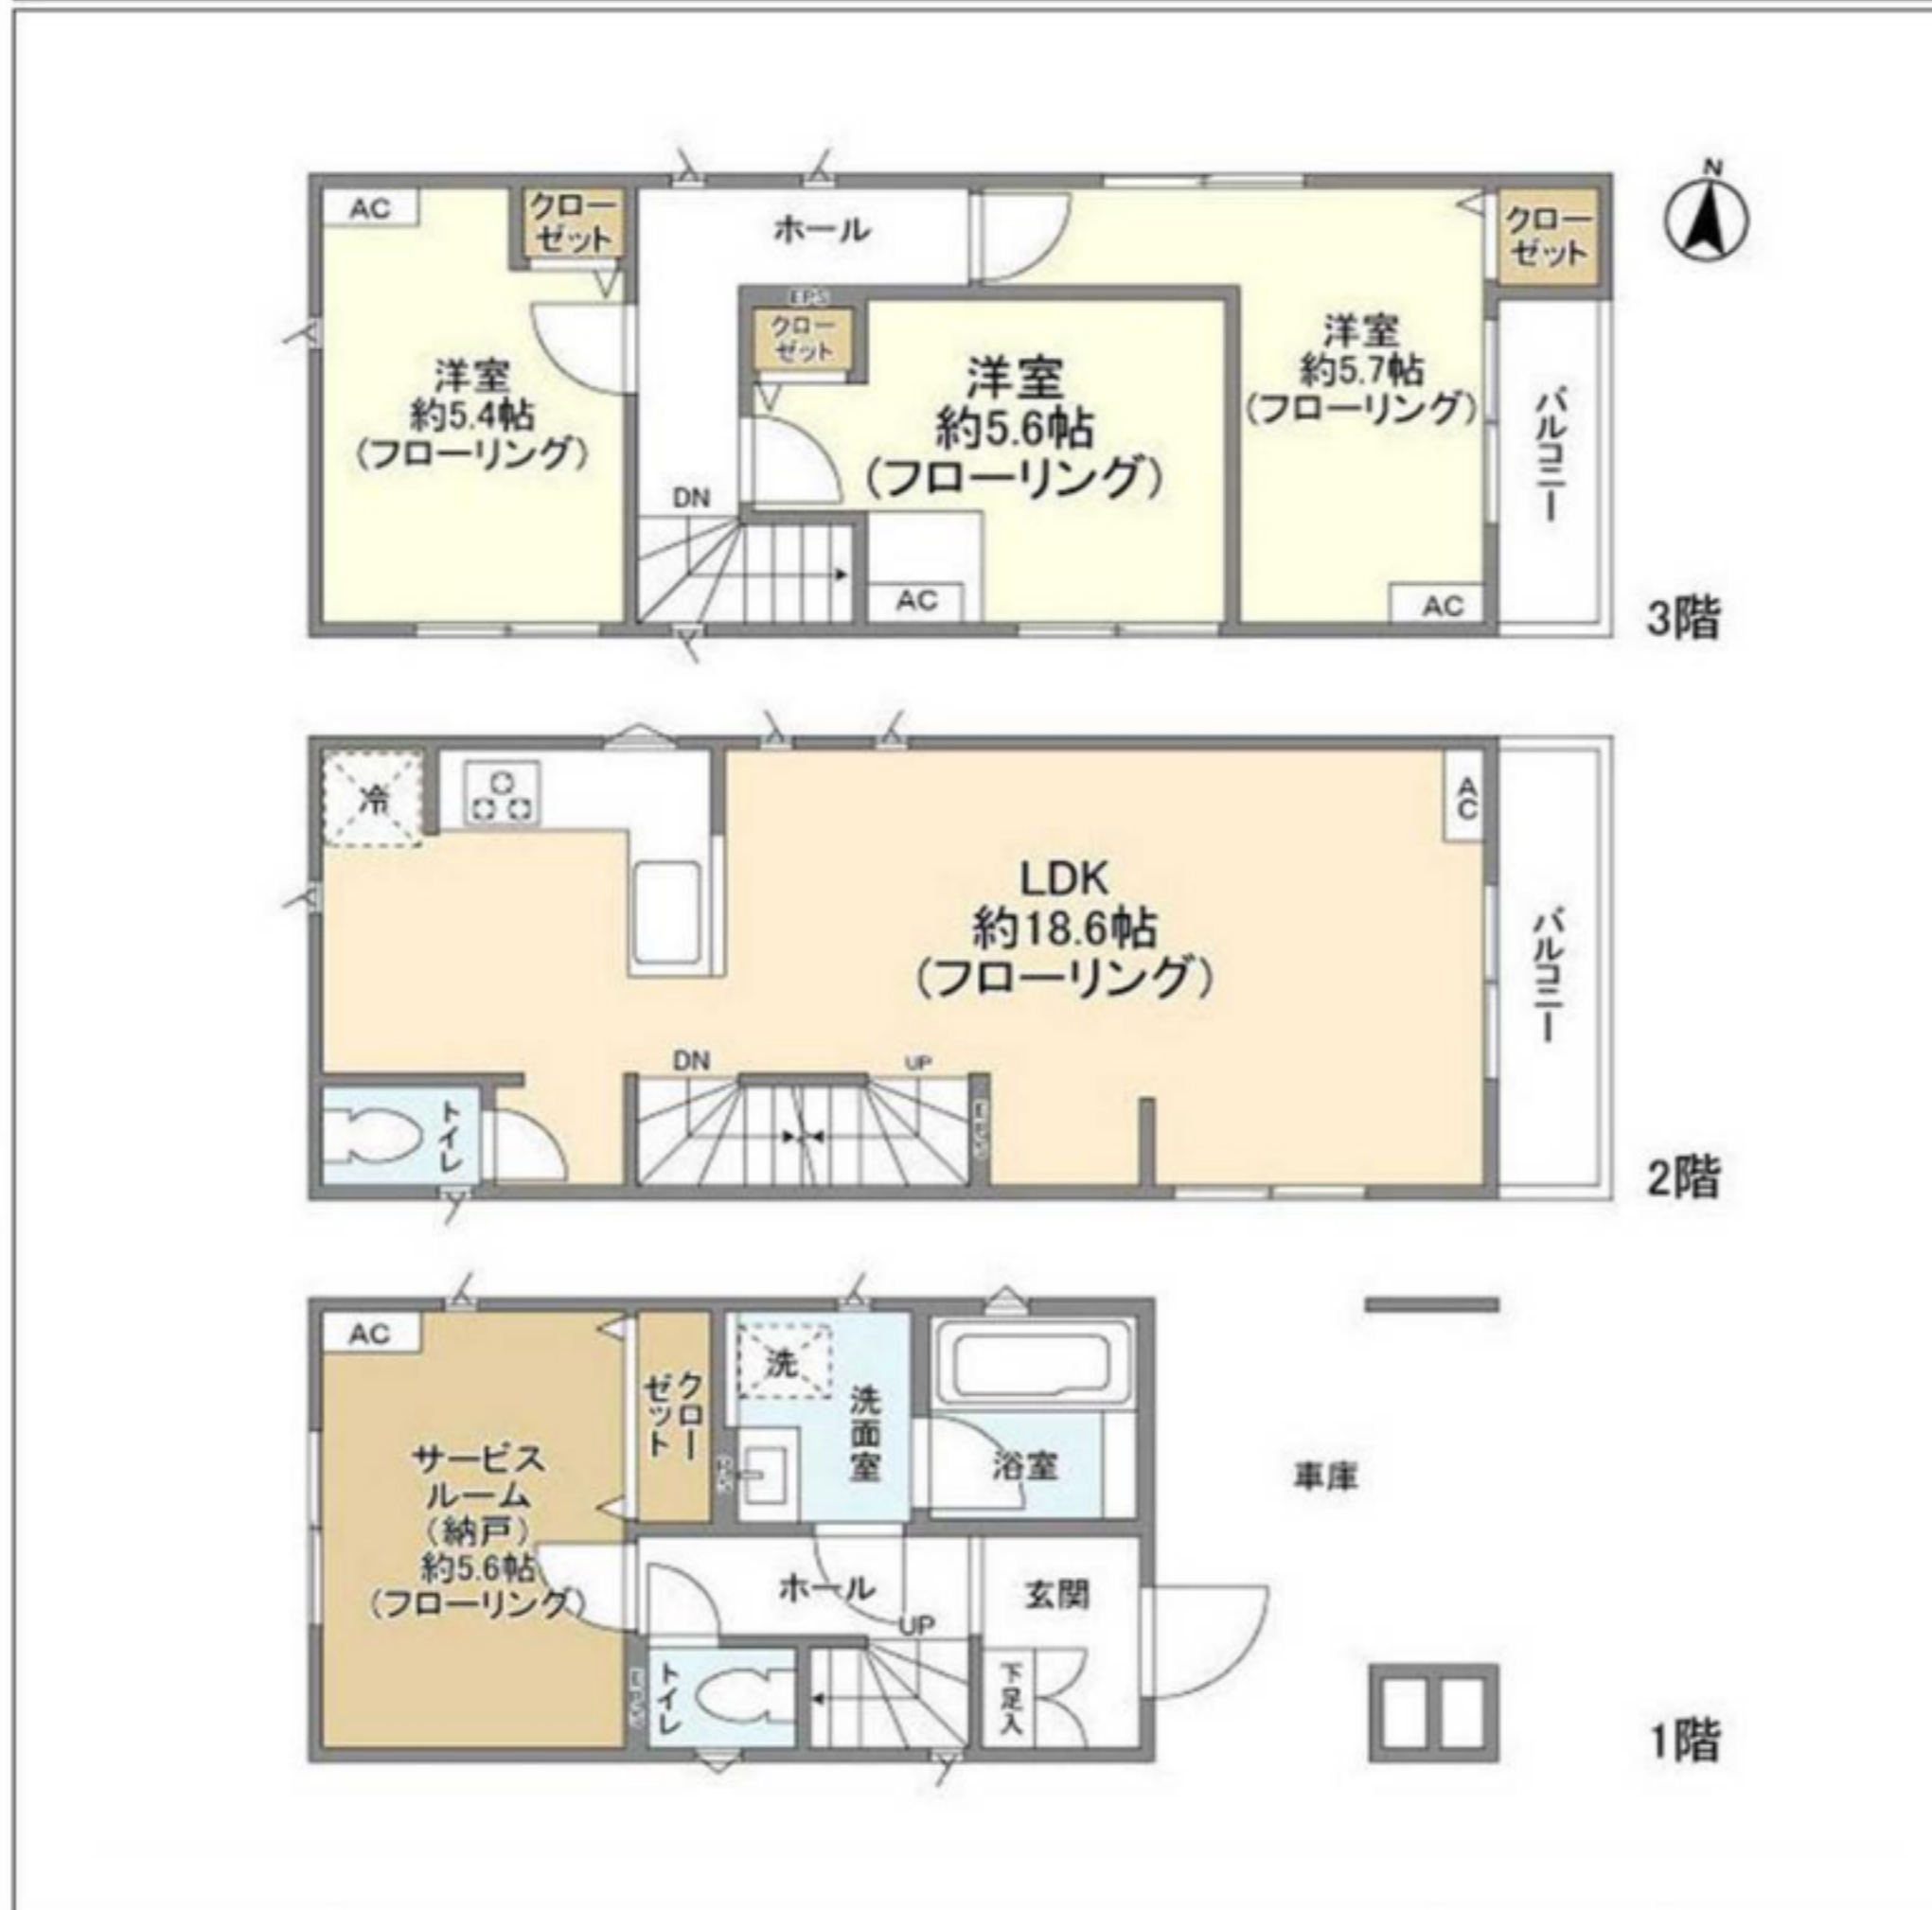 N
AC
クロー
ゼット
ホール
クロー
ゼット
EPS
クロー
ゼット
洋室
約5.4帖
(フローリング)
洋室
約5.6帖
(フローリング)
洋室
約5.7帖
(フローリング)
バルコニー
DN
AC
AC
3階
冷
AC
LDK
約18.6帖
(フローリング)
バルコニー
DN
UP
トイレ
EPS
2階
AC
クロー
ゼット
洗
洗面室
浴室
車庫
サービス
ルーム
(納戸)
約5.6帖
(フローリング)
PS
ホール
玄関
UP
EPS
トイレ
下足入
1階